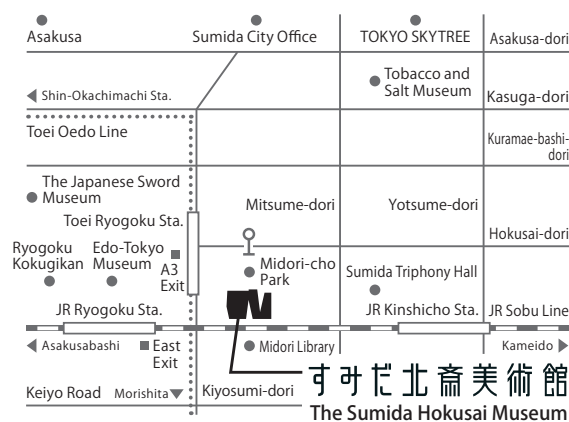 Asakusa
Sumida City Office
TOKYO SKYTREE
Asakusa-dori
Tobacco and
Salt Museum
Shin-Okachimachi Sta.
Kasuga-dori
Toei Oedo Line
Kuramae-bashi-
dori
The Japanese Sword
Museum
Mitsume-dori
Yotsume-dori
Toei Ryogoku Sta.
Hokusai-dori
Ryogoku
Kokugikan
Edo-Tokyo
Museum
A3
Exit
Midori-cho
Park
Sumida Triphony Hall
JR Ryogoku Sta.
JR Kinshicho Sta.
JR Sobu Line
Asakusabashi
East
Exit
Midori Library
Kameido
Keiyo Road
Morishita
Kiyosumi-dori
すみだ北斎美術館
The Sumida Hokusai Museum